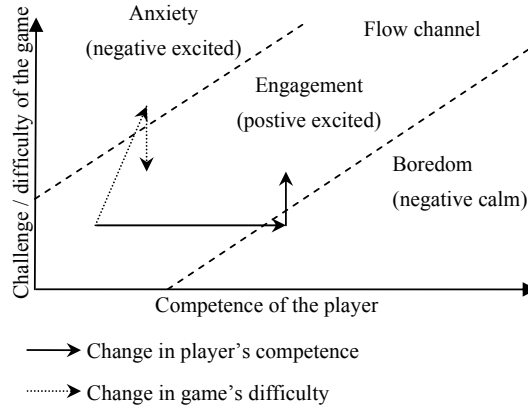 Anxiety
(negative excited)
Flow channel
Engagement
(postive excited)
Boredom
(negative calm)
Challenge / difficulty of the game
Competence of the player
Change in player's competence
Change in game's difficulty